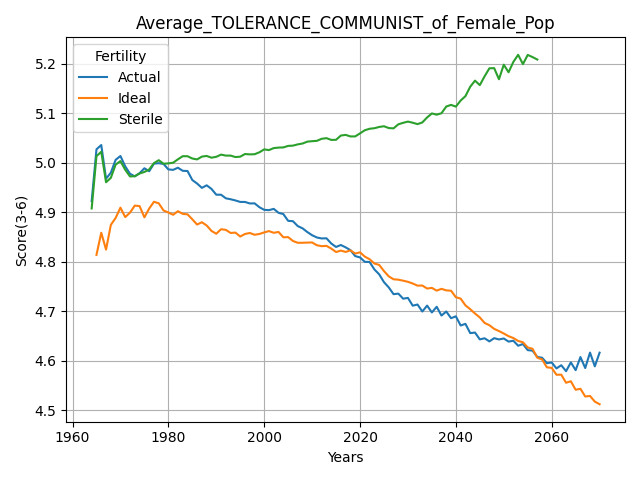 Average_TOLERANCE_COMMUNIST_of_Female_Pop
Fertility
Actual
Ideal
Sterile
Score(3-6)
5.2
5.1
5.0
4.9
4.8
4.7
4.6
4.5
1960
1980
2000
2020
2040
2060
Years